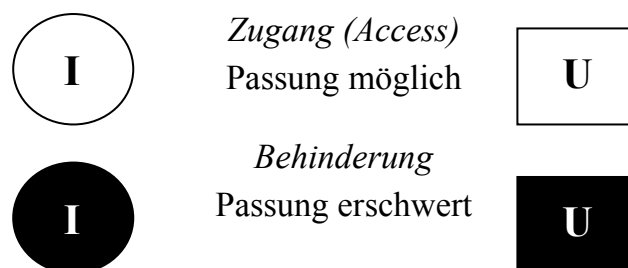 Zugang (Access)
I Passung möglich U
Behinderung
I Passung erschwert U